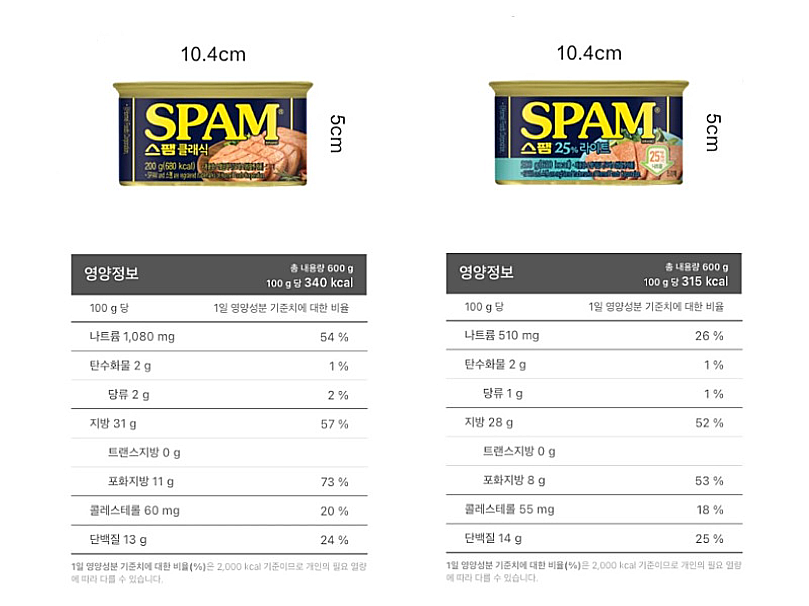 10.4cm
SPAM®
스팸 클래식
200 g(680 kcal)
5cm
영양정보
총 내용량 600 g
100 g 당 340 kcal
100 g 당 1일 영양성분 기준치에 대한 비율
나트륨 1,080 mg 54 %
탄수화물 2 g 1 %
당류 2 g 2 %
지방 31 g 57 %
트랜스지방 0 g
포화지방 11 g 73 %
콜레스테롤 60 mg 20 %
단백질 13 g 24 %
1일 영양성분 기준치에 대한 비율(%)은 2,000 kcal 기준이므로 개인의 필요 열량
에 따라 다를 수 있습니다.
10.4cm
SPAM®
스팸 25% 라이트
25%
5cm
영양정보
총 내용량 600 g
100 g 당 315 kcal
100 g 당 1일 영양성분 기준치에 대한 비율
나트륨 510 mg 26 %
탄수화물 2 g 1 %
당류 1 g 1 %
지방 28 g 52 %
트랜스지방 0 g
포화지방 8 g 53 %
콜레스테롤 55 mg 18 %
단백질 14 g 25 %
1일 영양성분 기준치에 대한 비율(%)은 2,000 kcal 기준이므로 개인의 필요 열량
에 따라 다를 수 있습니다.